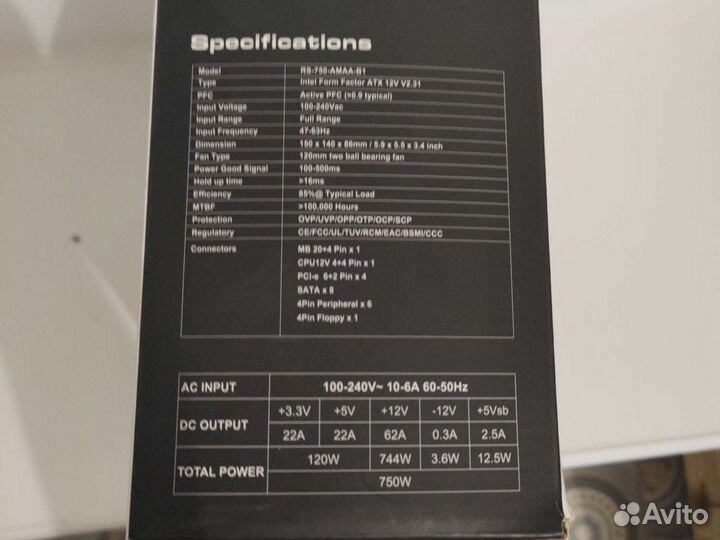 Specifications
Model RS-750-AMAA-B1
Type Intel Form Factor ATX 12V V2.31
PFC Active PFC (>0.9 typical)
Input Voltage 100-240Vac
Input Range Full Range
Input Frequency 47-63Hz
Dimension 150 x 140 x 86mm / 5.9 x 5.5 x 3.4 inch
Fan Type 120mm two ball bearing fan
Power Good Signal 100-500ms
Hold up time >16ms
Efficiency 85%@ Typical Load
MTBF >100,000 Hours
Protection OVP/UVP/OPP/OTP/OCP/SCP
Regulatory CE/FCC/UL/TUV/RCM/EAC/BSMI/CCC
Connectors MB 20+4 Pin x 1
CPU12V 4+4 Pin x 1
PCI-e 6+2 Pin x 4
SATA x 8
4Pin Peripheral x 6
4Pin Floppy x 1
AC INPUT 100-240V~ 10-6A 60-50Hz
DC OUTPUT +3.3V +5V +12V -12V +5Vsb
22A 22A 62A 0.3A 2.5A
TOTAL POWER 120W 744W 3.6W 12.5W
750W
Avito